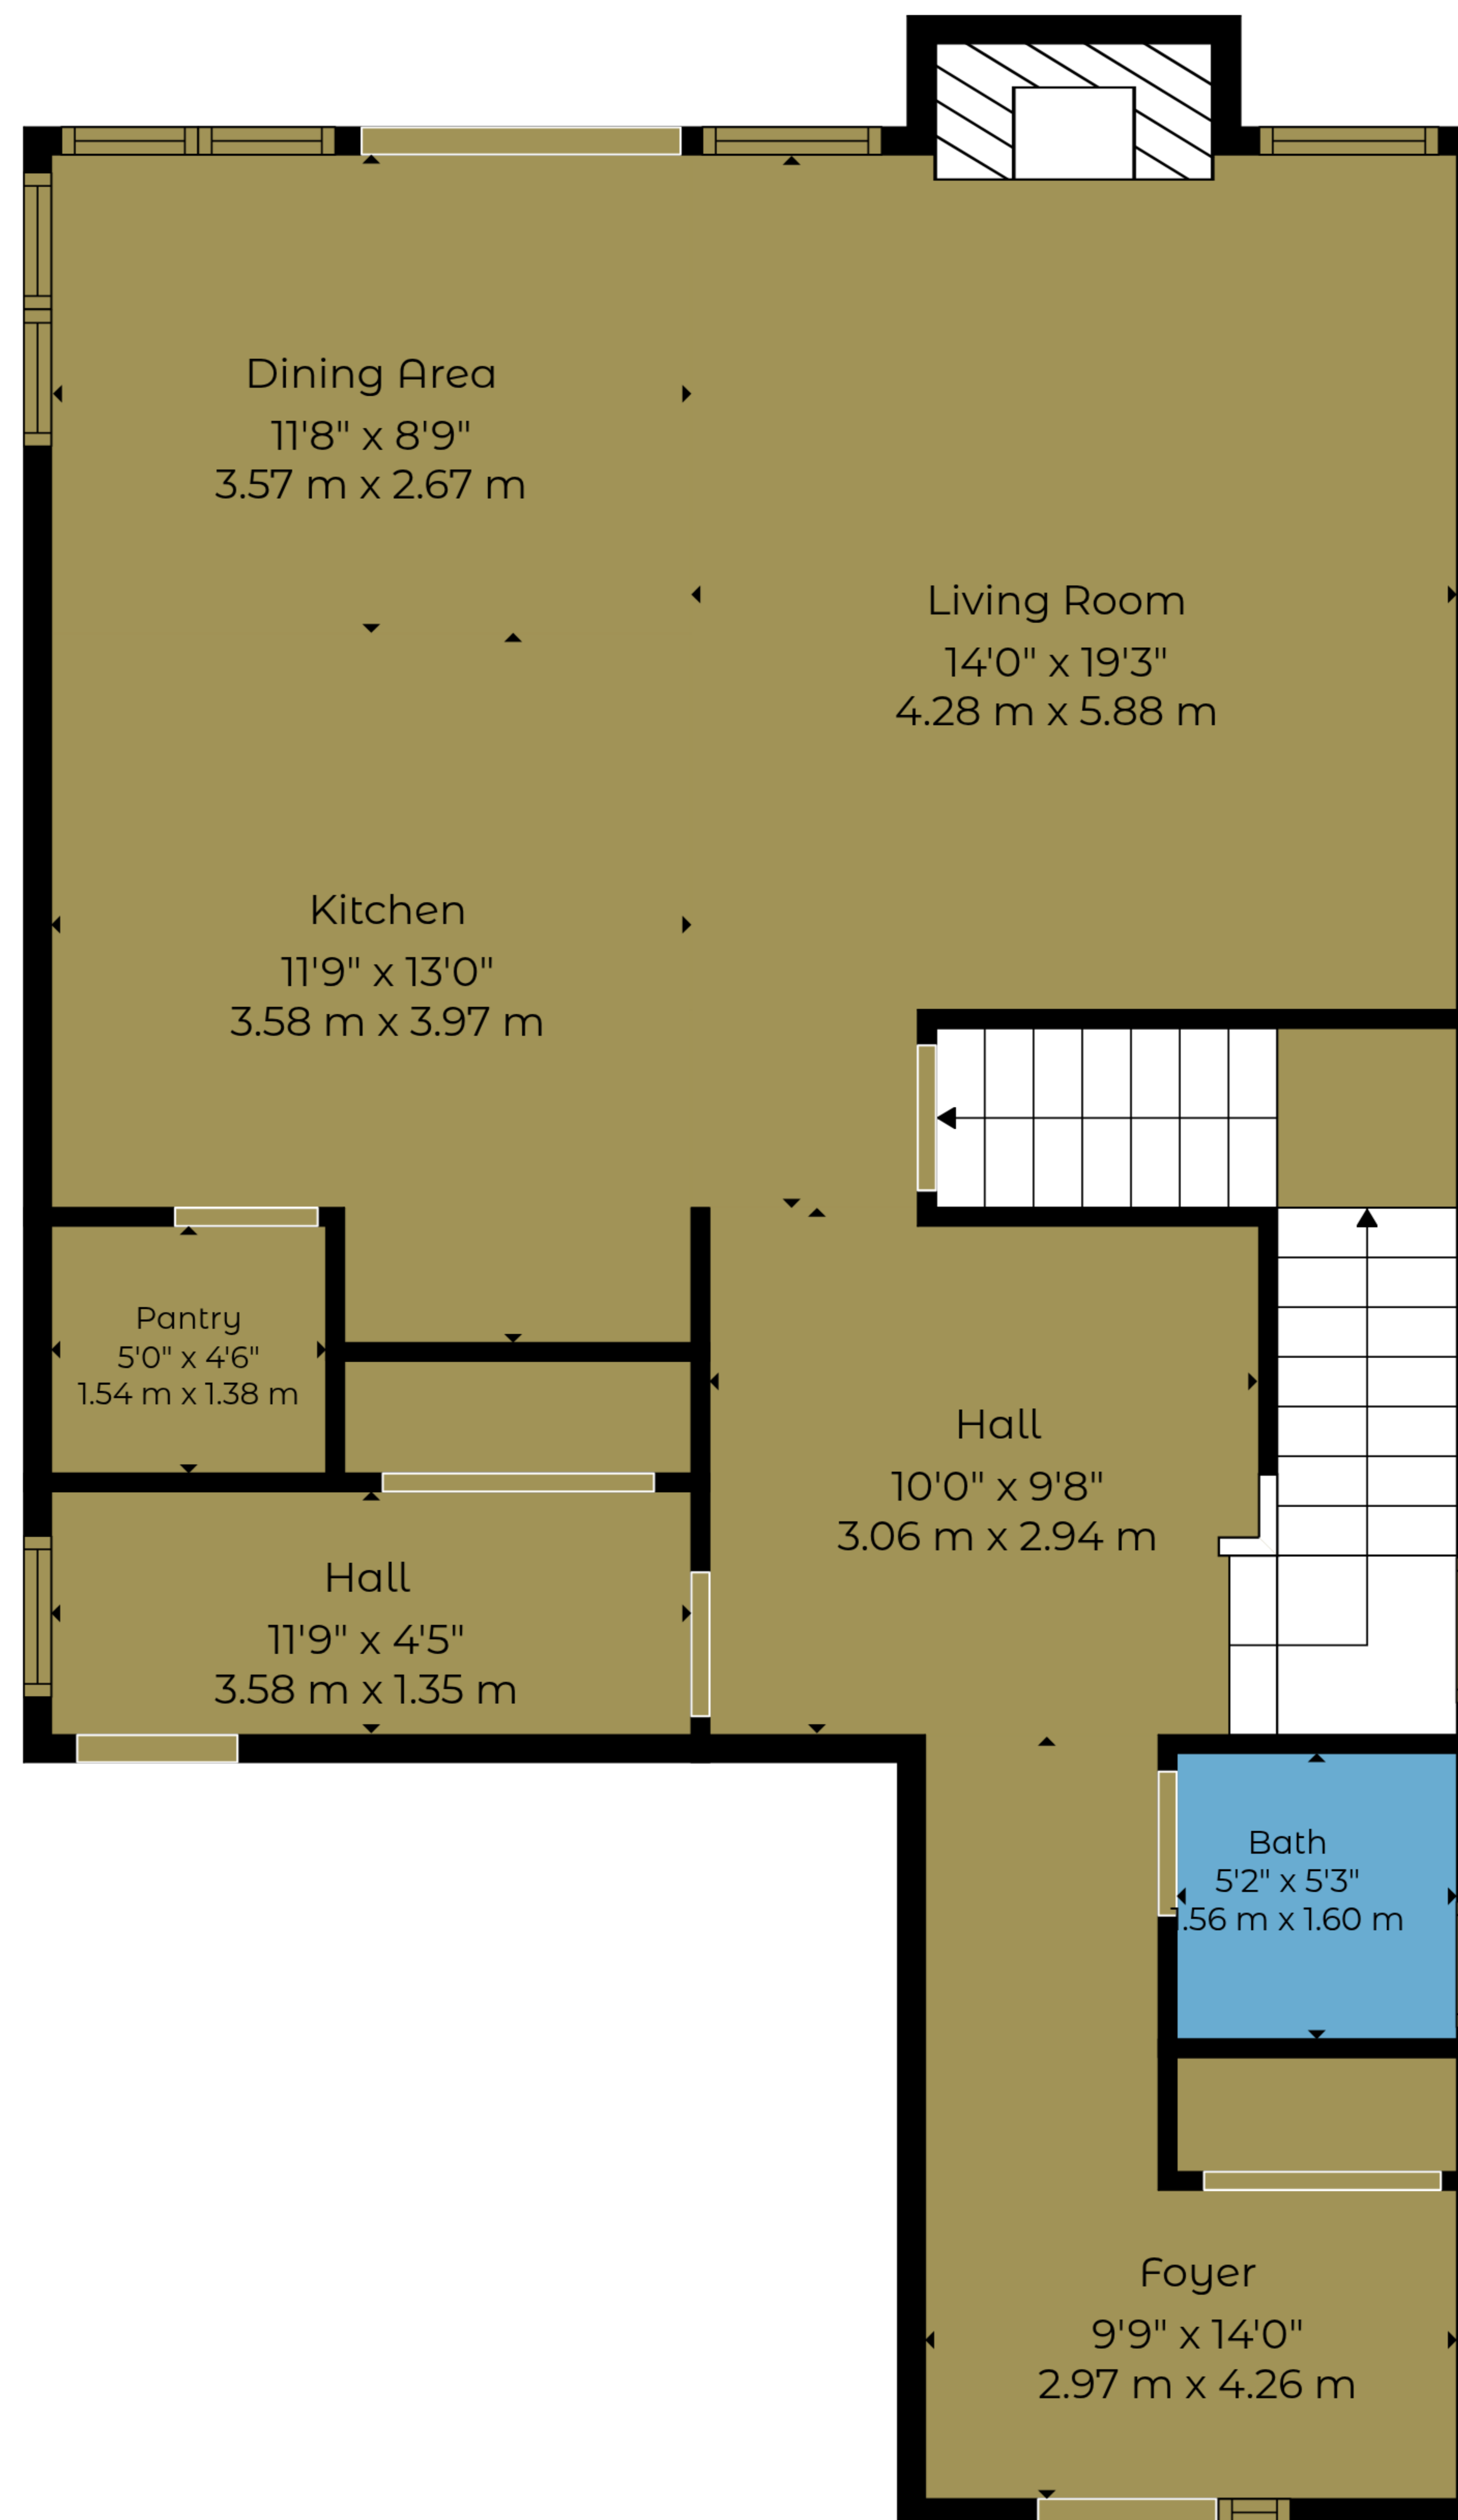 Dining Area
11'8" x 8'9"
3.57 m x 2.67 m
Living Room
14'0" x 19'3"
4.28 m x 5.88 m
Kitchen
11'9" x 13'0"
3.58 m x 3.97 m
Pantry
5'0" x 4'6"
1.54 m x 1.38 m
Hall
10'0" x 9'8"
3.06 m x 2.94 m
Hall
11'9" x 4'5"
3.58 m x 1.35 m
Bath
5'2" x 5'3"
1.56 m x 1.60 m
Foyer
9'9" x 14'0"
2.97 m x 4.26 m